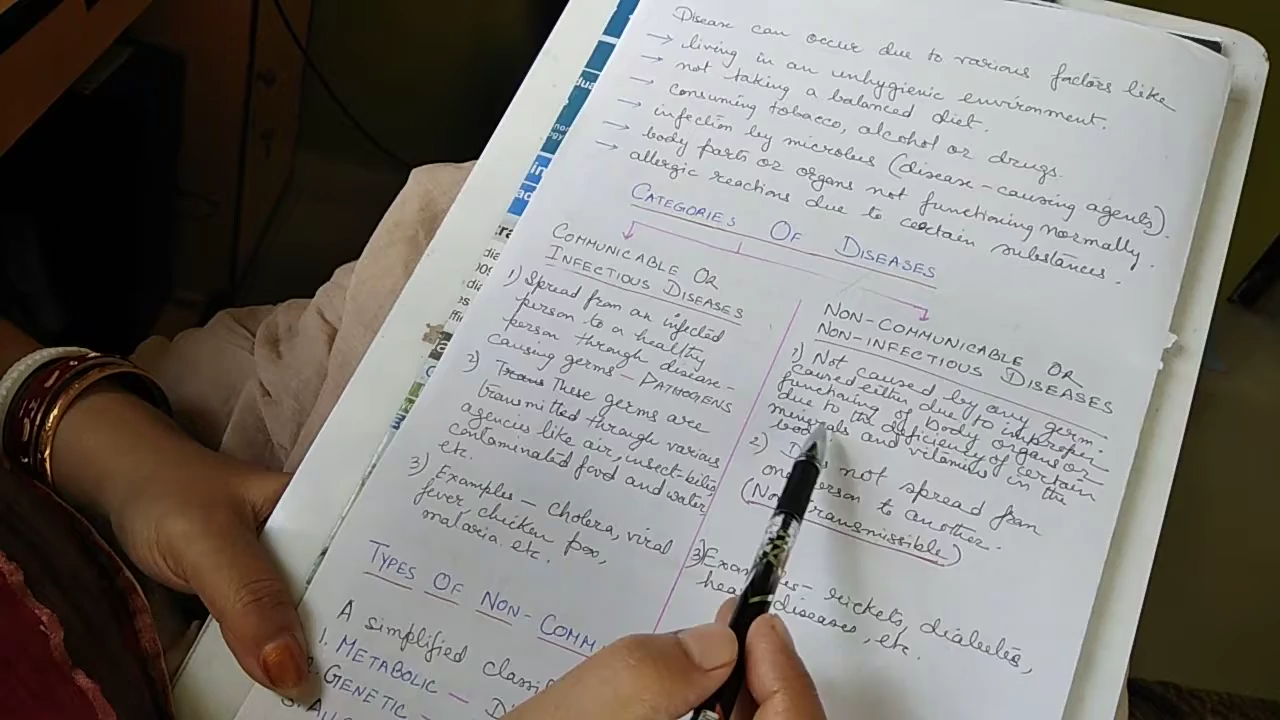 Disease can occur due to various factors like
→ living in an unhygienic environment.
→ not taking a balanced diet.
→ consuming tobacco, alcohol or drugs.
→ infection by microbes (disease-causing agents).
→ body parts or organs not functioning normally.
→ allergic reactions due to certain substances.
CATEGORIES OF DISEASES
COMMUNICABLE OR
INFECTIOUS DISEASES
1) Spread from an infected
person to a healthy
person through disease-
causing germs - PATHOGENS
2) These germs are
transmitted through various
agencies like air, insect-bite,
contaminated food and water
etc.
3) Examples - cholera, viral
fever chicken pox,
malaria etc.
NON-COMMUNICABLE OR
NON-INFECTIOUS DISEASES
1) Not caused by any germ.
caused either due to improper
functioning of body organs or
due to the deficiency of certain
minerals and vitamins in the
2) not spread from
person to another.
transmissible)
3) rickets, diabetes,
diseases, etc.
TYPES OF NON-COMM
A simplified
1. METABOLIC -
GENETIC -